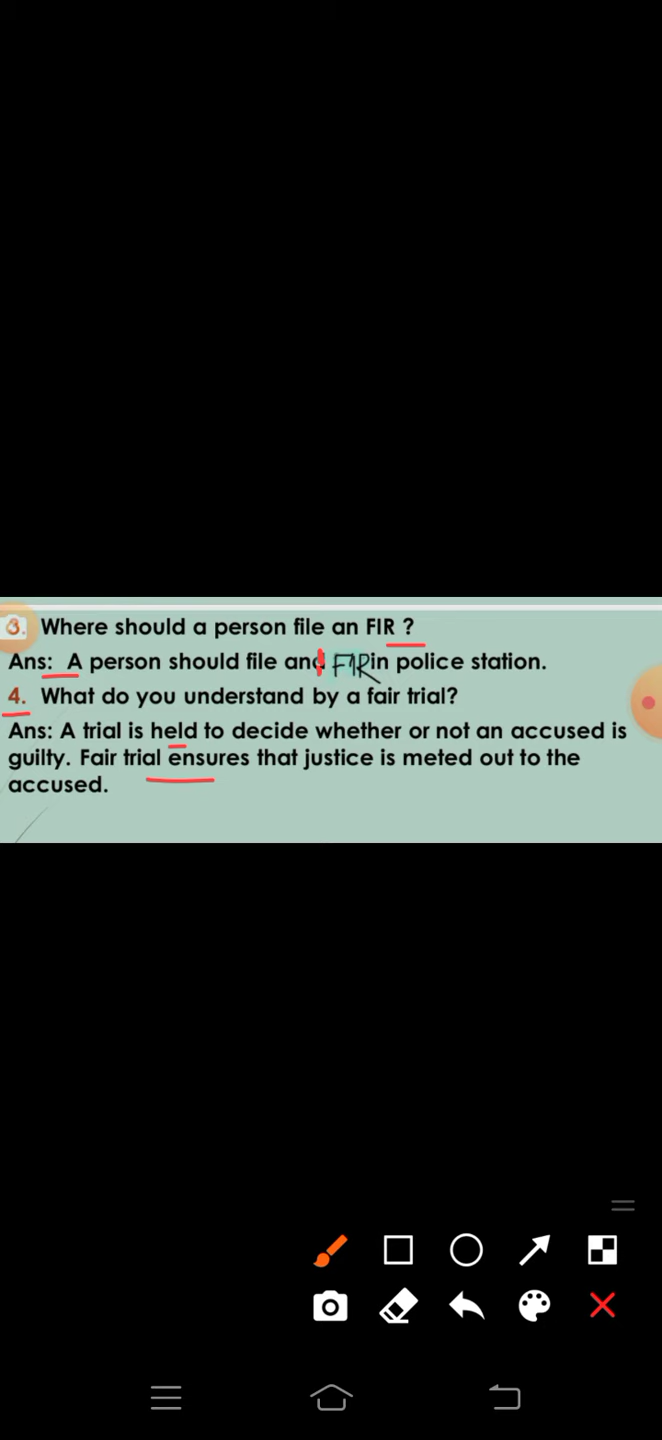 3. Where should a person file an FIR ?
Ans: A person should file and FIR in police station.
4. What do you understand by a fair trial?
Ans: A trial is held to decide whether or not an accused is
guilty. Fair trial ensures that justice is meted out to the
accused.